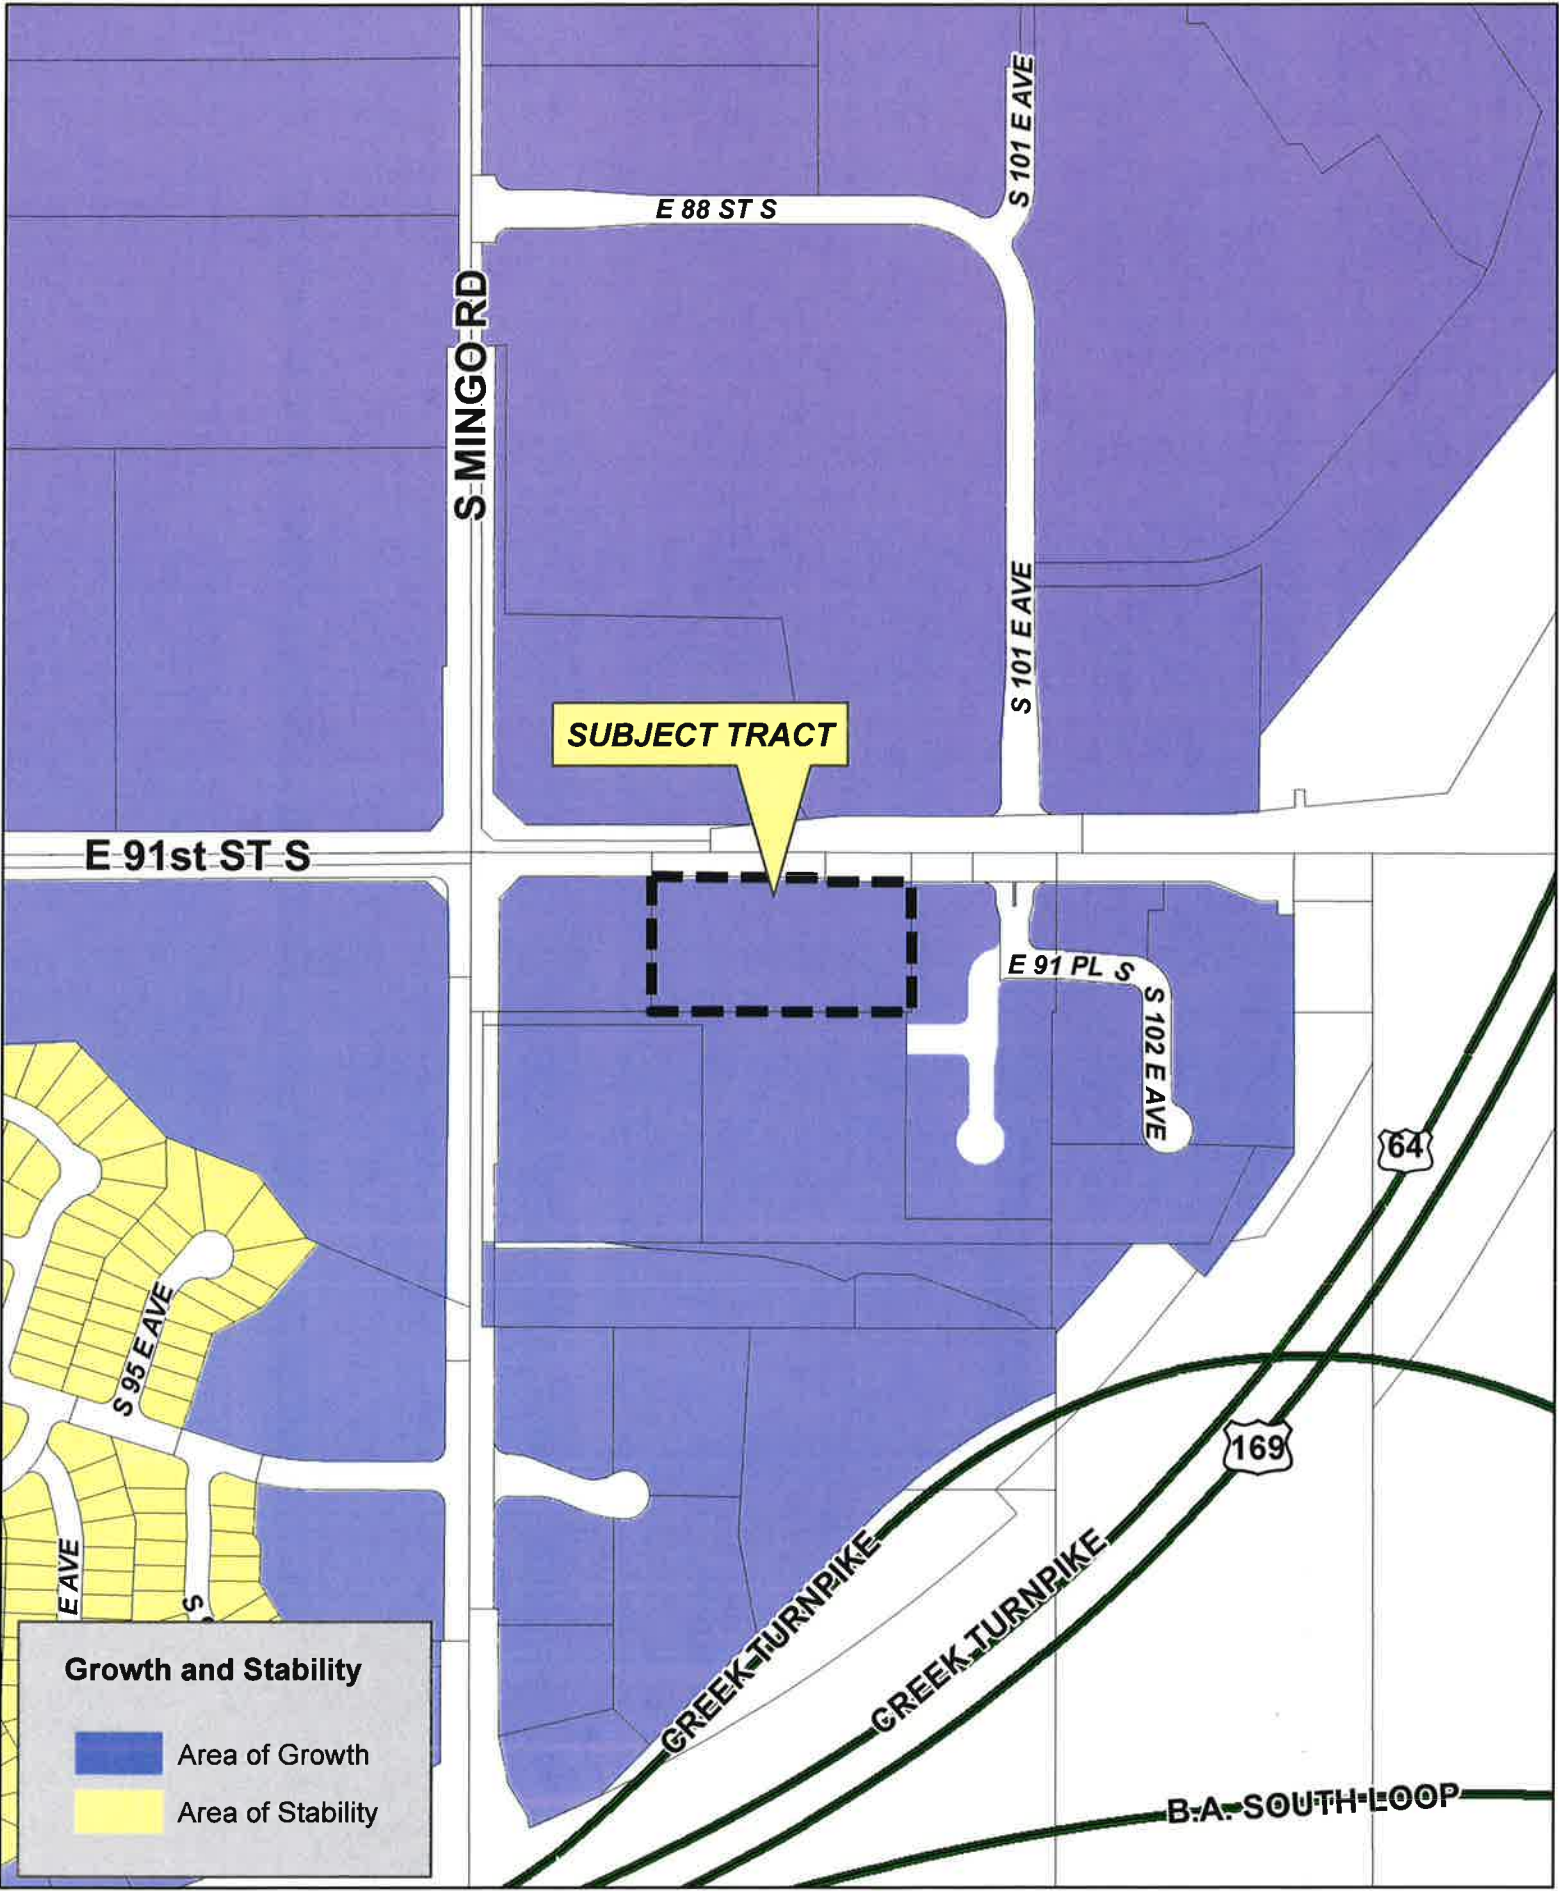 S 101 E AVE
E 88 ST S
S MINGO RD
S 101 E AVE
SUBJECT TRACT
E 91st ST S
E 91 PL S
S 102 E AVE
64
S 95 E AVE
169
E AVE
S
CREEK TURNPIKE
CREEK TURNPIKE
Growth and Stability
Area of Growth
Area of Stability
B.A. SOUTH LOOP